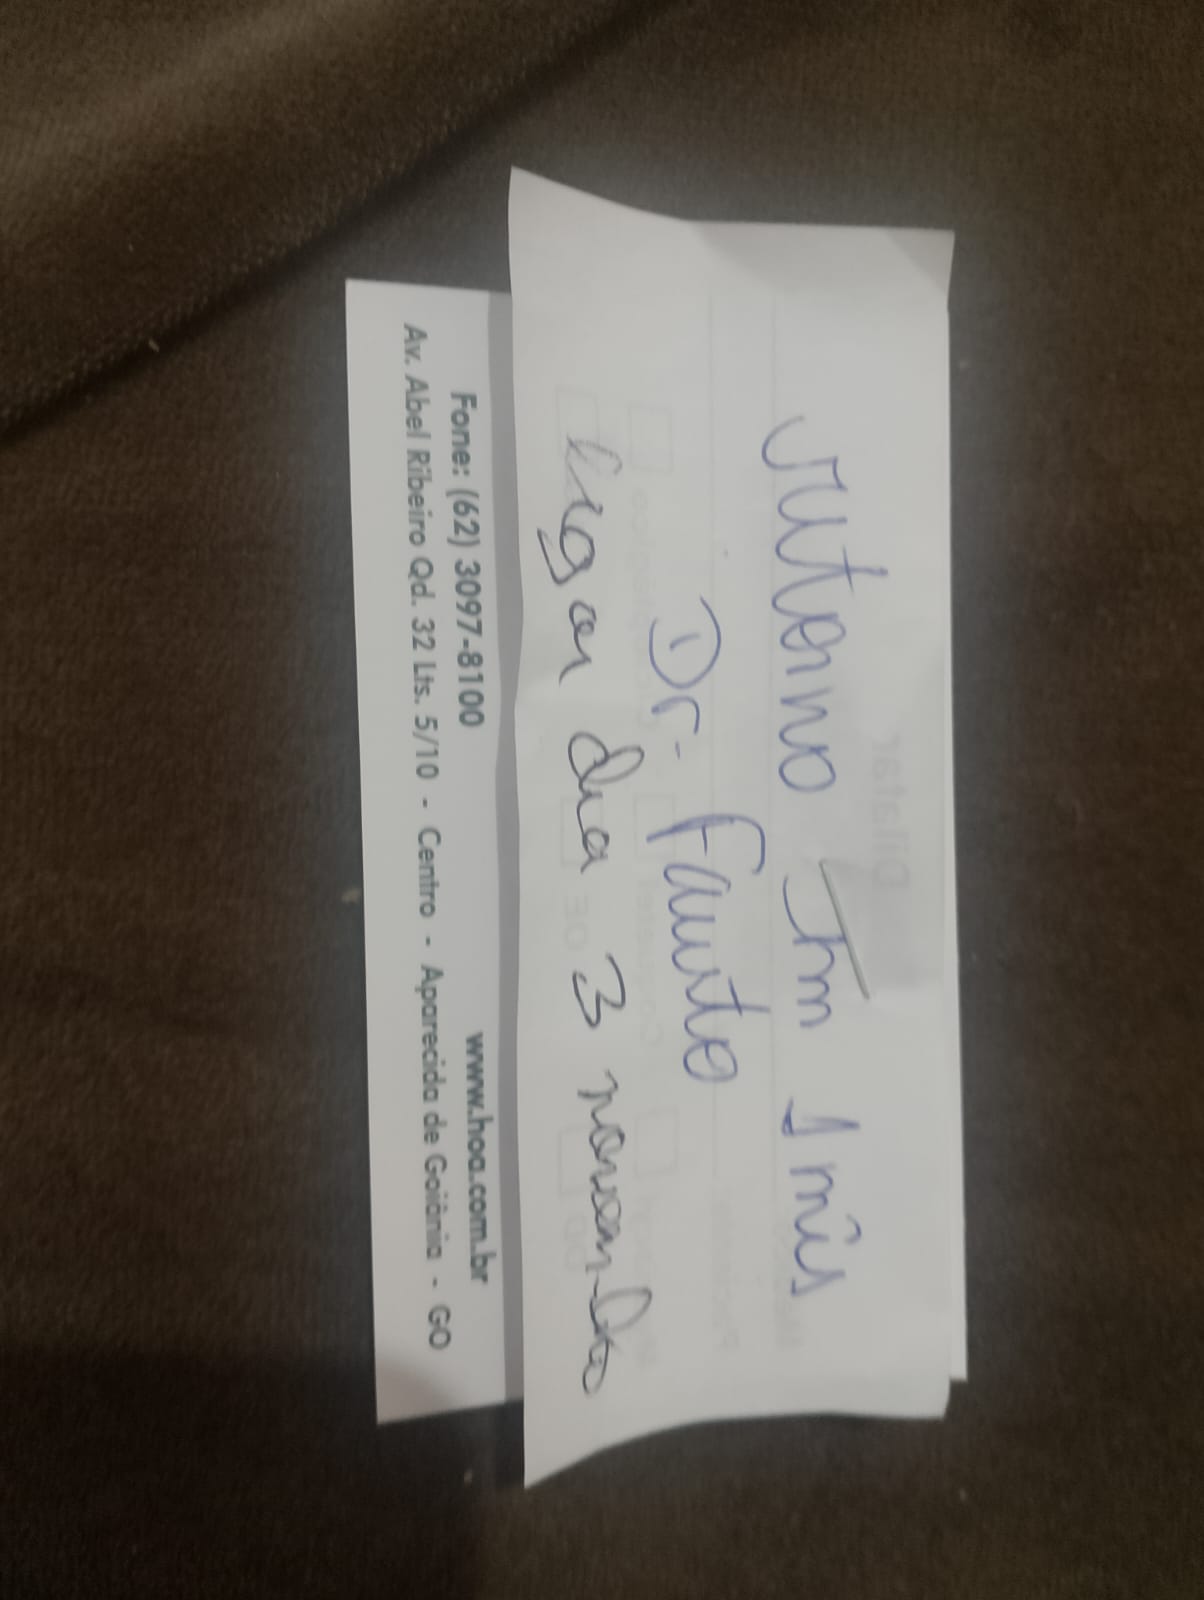 retorno Em 1 mês
Dr. Fausto
Ligar dia 3 novembro
Fone: (62) 3097-8100 www.hoa.com.br
Av. Abel Ribeiro Qd. 32 Lts. 5/10 - Centro - Aparecida de Goiânia - GO